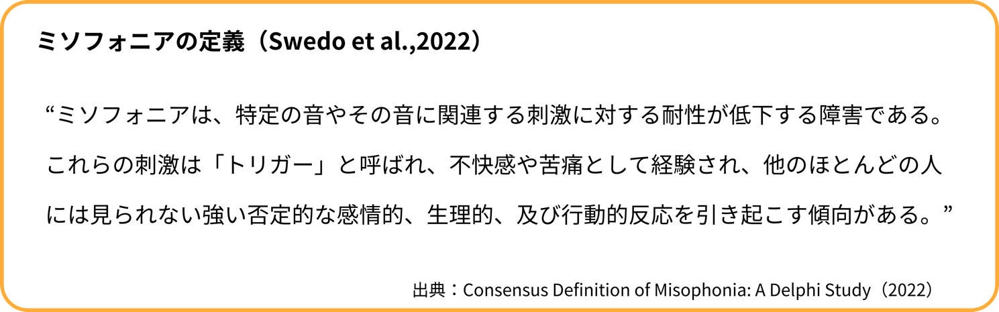 ミソフォニアの定義（Swedo et al.,2022）
“ミソフォニアは、特定の音やその音に関連する刺激に対する耐性が低下する障害である。
これらの刺激は「トリガー」と呼ばれ、不快感や苦痛として経験され、他のほとんどの人
には見られない強い否定的な感情的、生理的、及び行動的反応を引き起こす傾向がある。”
出典：Consensus Definition of Misophonia: A Delphi Study（2022）